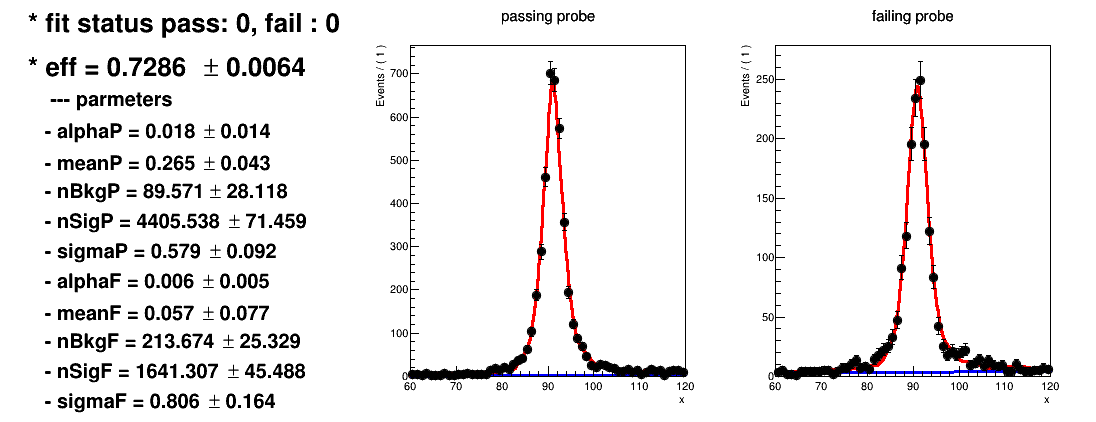 * fit status pass: 0, fail : 0
* eff = 0.7286 ± 0.0064
--- parmeters
- alphaP = 0.018 ± 0.014
- meanP = 0.265 ± 0.043
- nBkgP = 89.571 ± 28.118
- nSigP = 4405.538 ± 71.459
- sigmaP = 0.579 ± 0.092
- alphaF = 0.006 ± 0.005
- meanF = 0.057 ± 0.077
- nBkgF = 213.674 ± 25.329
- nSigF = 1641.307 ± 45.488
- sigmaF = 0.806 ± 0.164
passing probe
Events / ( 1 )
700
600
500
400
300
200
100
0
60 70 80 90 100 110 120
x
failing probe
Events / ( 1 )
250
200
150
100
50
0
60 70 80 90 100 110 120
x